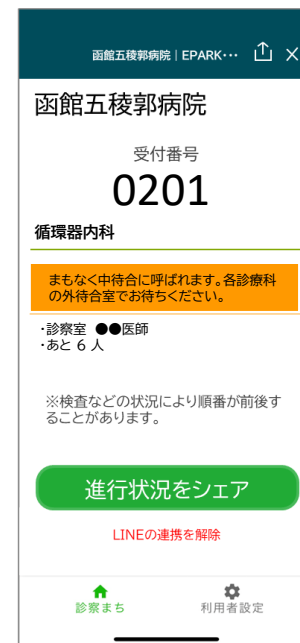 函館五稜郭病院｜EPARK···
函館五稜郭病院
受付番号
0201
循環器内科
まもなく中待合に呼ばれます。各診療科
の外待合室でお待ちください。
・診察室 ●●医師
・あと 6 人
※検査などの状況により順番が前後す
ることがあります。
進行状況をシェア
LINEの連携を解除
診察まち
利用者設定